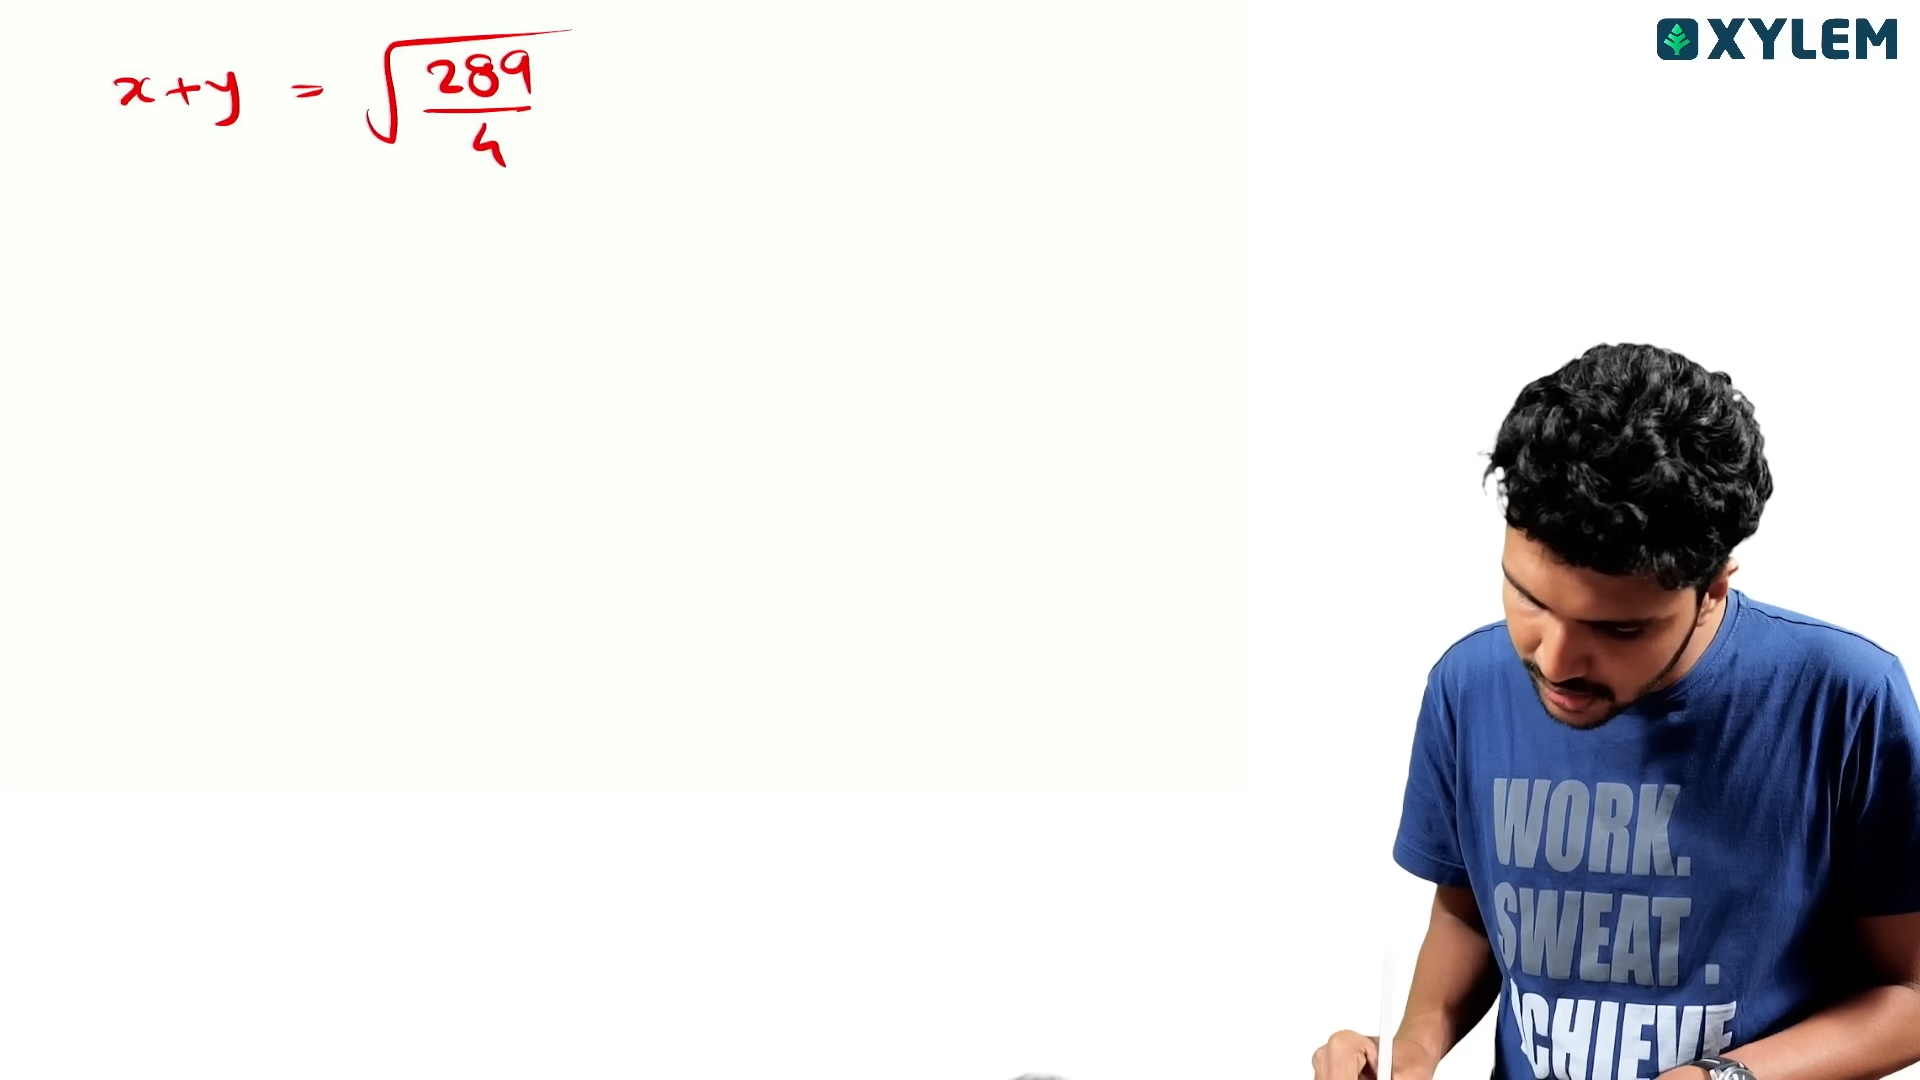 XYLEM
x+y = √289/4
WORK.
SWEAT.
ACHIEVE